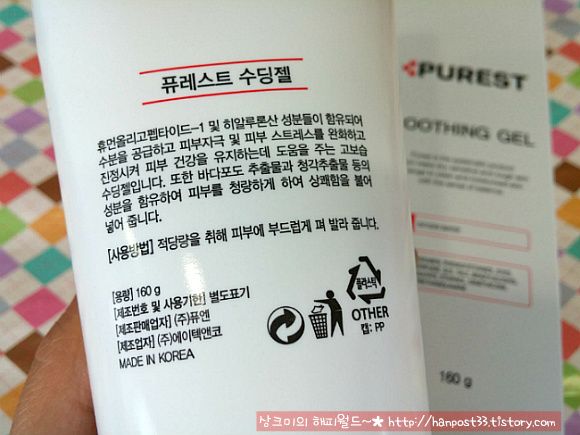 퓨레스트 수딩젤
휴먼올리고펩타이드-1 및 히알루론산 성분들이 함유되어
수분을 공급하고 피부자극 및 피부 스트레스를 완화하고
진정시켜 피부 건강을 유지하는데 도움을 주는 고보습
수딩젤입니다. 또한 바다포도 추출물과 청각추출물 등의
성분을 함유하여 피부를 청량하게 하여 상쾌함을 불어
넣어 줍니다.
[사용방법] 적당량을 취해 피부에 부드럽게 펴 발라 줍니다.
[용량] 160 g
[제조번호 및 사용기한] 별도표기
[제조판매업자] (주)퓨엔
[제조업자] (주)에이텍앤코
MADE IN KOREA
플라스틱
OTHER
캡: PP
PUREST
OOTHING GEL
160 g
상크미의 해피월드~★ http://hanpost33.tistory.com